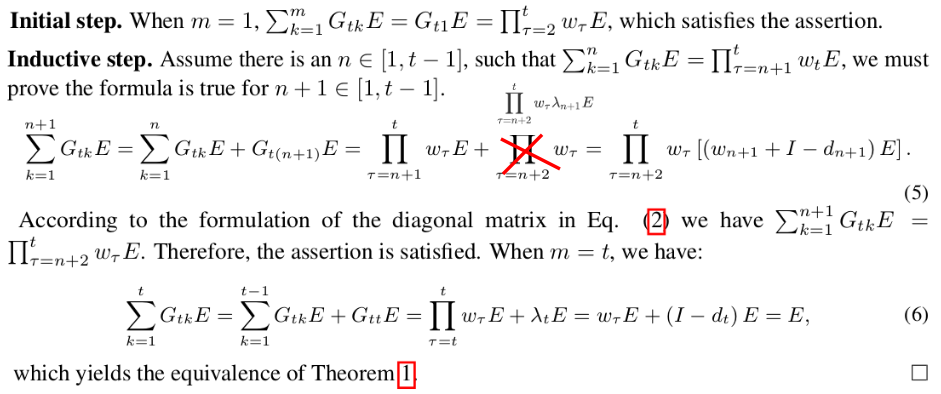 Initial step. When $m = 1$, $\sum_{k=1}^{m} G_{tk}E = G_{t1}E = \prod_{\tau=2}^{t} w_\tau E$, which satisfies the assertion.
Inductive step. Assume there is an $n \in [1, t-1]$, such that $\sum_{k=1}^{n} G_{tk}E = \prod_{\tau=n+1}^{t} w_t E$, we must
prove the formula is true for $n + 1 \in [1, t-1]$.
$\prod_{\tau=n+2}^{t} w_\tau \lambda_{n+1} E$
$\sum_{k=1}^{n+1} G_{tk}E = \sum_{k=1}^{n} G_{tk}E + G_{t(n+1)}E = \prod_{\tau=n+1}^{t} w_\tau E + \prod_{\tau=n+2} w_\tau = \prod_{\tau=n+2}^{t} w_\tau \left[ (w_{n+1} + I - d_{n+1}) E \right].$
(5)
According to the formulation of the diagonal matrix in Eq. (2) we have $\sum_{k=1}^{n+1} G_{tk}E =$
$\prod_{\tau=n+2}^{t} w_\tau E$. Therefore, the assertion is satisfied. When $m = t$, we have:
$\sum_{k=1}^{t} G_{tk}E = \sum_{k=1}^{t-1} G_{tk}E + G_{tt}E = \prod_{\tau=t}^{t} w_\tau E + \lambda_t E = w_\tau E + (I - d_t) E = E,$ (6)
which yields the equivalence of Theorem 1. □